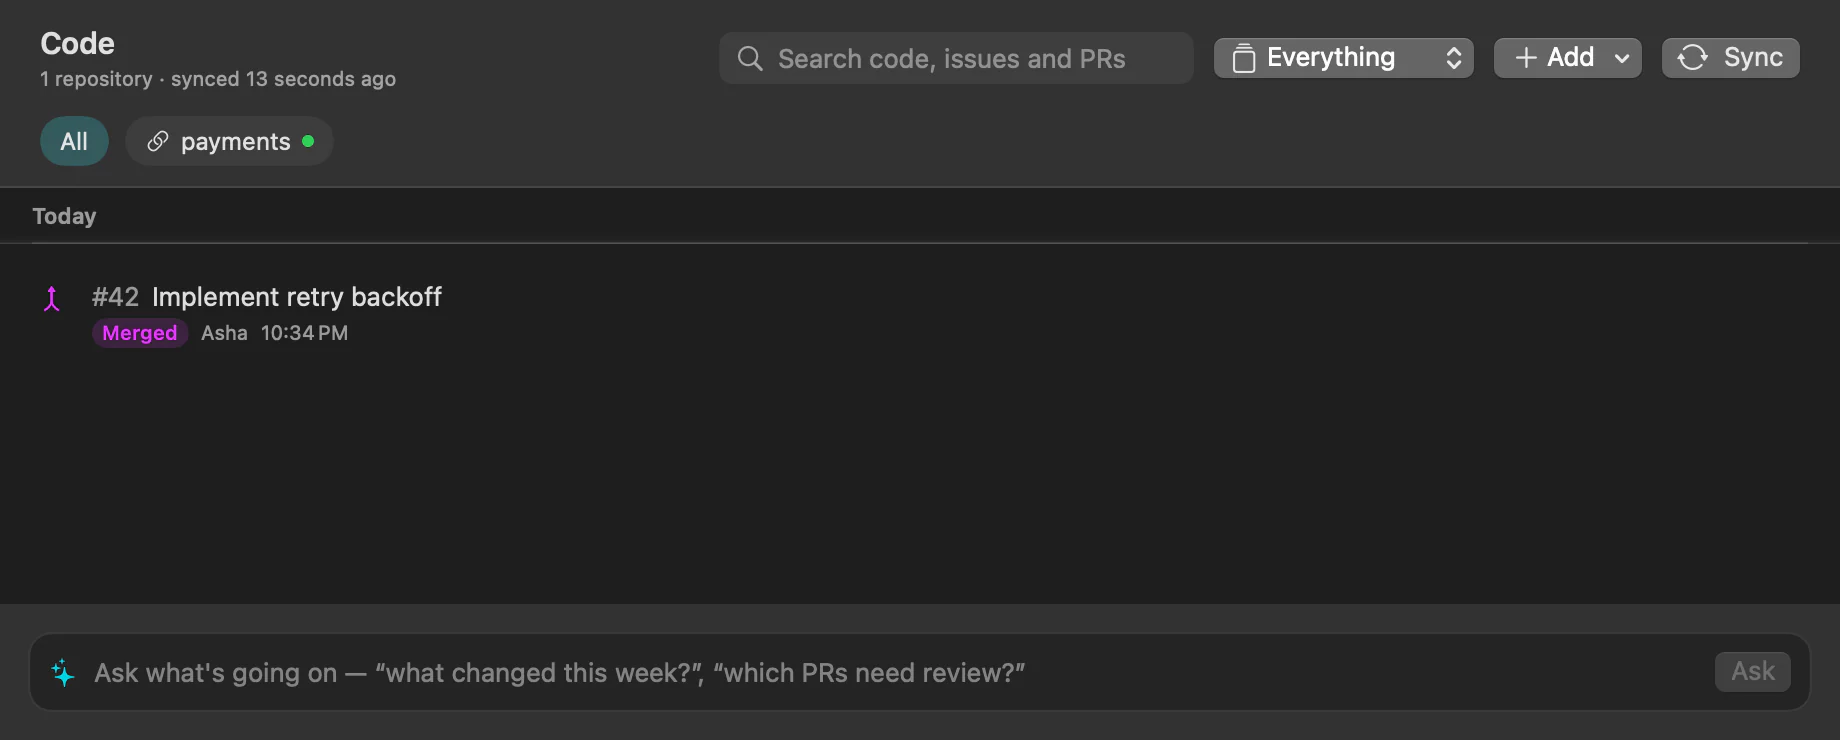 Code
1 repository · synced 13 seconds ago
Search code, issues and PRs
Everything
Add
Sync
All
payments
Today
#42 Implement retry backoff
Merged Asha 10:34 PM
Ask what's going on — “what changed this week?”, “which PRs need review?”
Ask